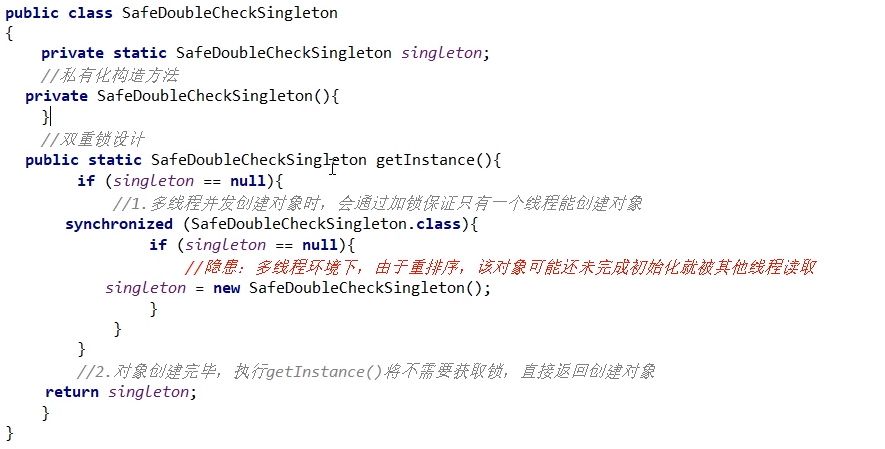 public class SafeDoubleCheckSingleton
{
private static SafeDoubleCheckSingleton singleton;
//私有化构造方法
private SafeDoubleCheckSingleton(){
}
//双重锁设计
public static SafeDoubleCheckSingleton getInstance(){
if (singleton == null){
//1.多线程并发创建对象时，会通过加锁保证只有一个线程能创建对象
synchronized (SafeDoubleCheckSingleton.class){
if (singleton == null){
//隐患：多线程环境下，由于重排序，该对象可能还未完成初始化就被其他线程读取
singleton = new SafeDoubleCheckSingleton();
}
}
}
//2.对象创建完毕，执行getInstance()将不需要获取锁，直接返回创建对象
return singleton;
}
}